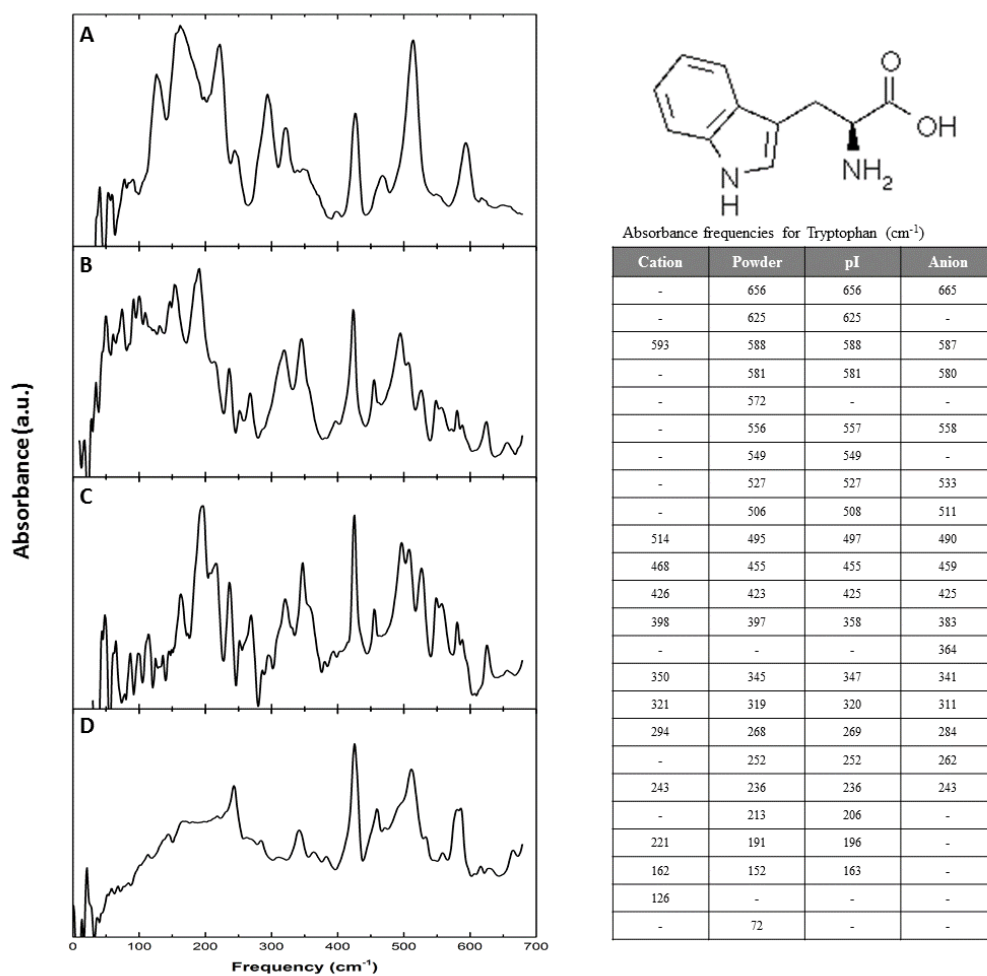 A
B
C
D
Absorbance (a.u.)
0 100 200 300 400 500 600 700
Frequency (cm-1)
O
OH
NH2
N
H
Absorbance frequencies for Tryptophan (cm-1)
Cation Powder pI Anion
- 656 656 665
- 625 625 -
593 588 588 587
- 581 581 580
- 572 - -
- 556 557 558
- 549 549 -
- 527 527 533
- 506 508 511
514 495 497 490
468 455 455 459
426 423 425 425
398 397 358 383
- - - 364
350 345 347 341
321 319 320 311
294 268 269 284
- 252 252 262
243 236 236 243
- 213 206 -
221 191 196 -
162 152 163 -
126 - - -
- 72 - -